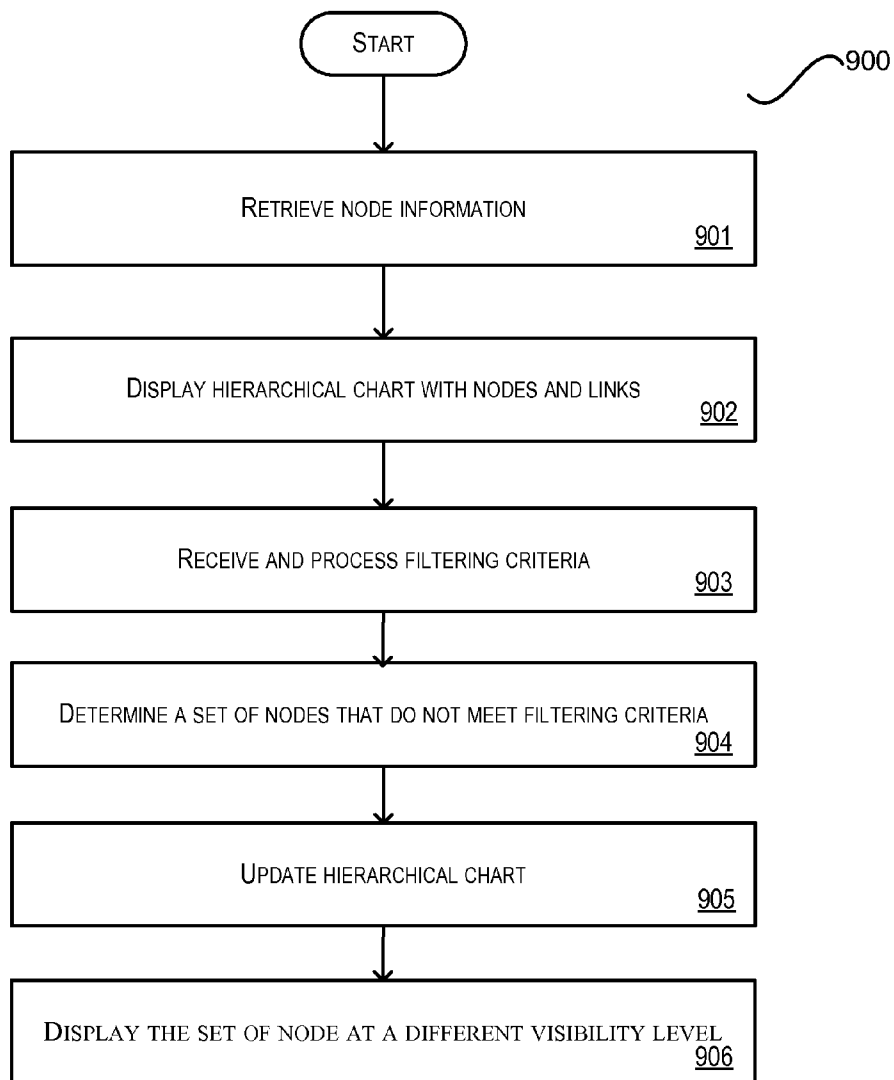 START
900
RETRIEVE NODE INFORMATION
901
DISPLAY HIERARCHICAL CHART WITH NODES AND LINKS
902
RECEIVE AND PROCESS FILTERING CRITERIA
903
DETERMINE A SET OF NODES THAT DO NOT MEET FILTERING CRITERIA
904
UPDATE HIERARCHICAL CHART
905
DISPLAY THE SET OF NODE AT A DIFFERENT VISIBILITY LEVEL
906